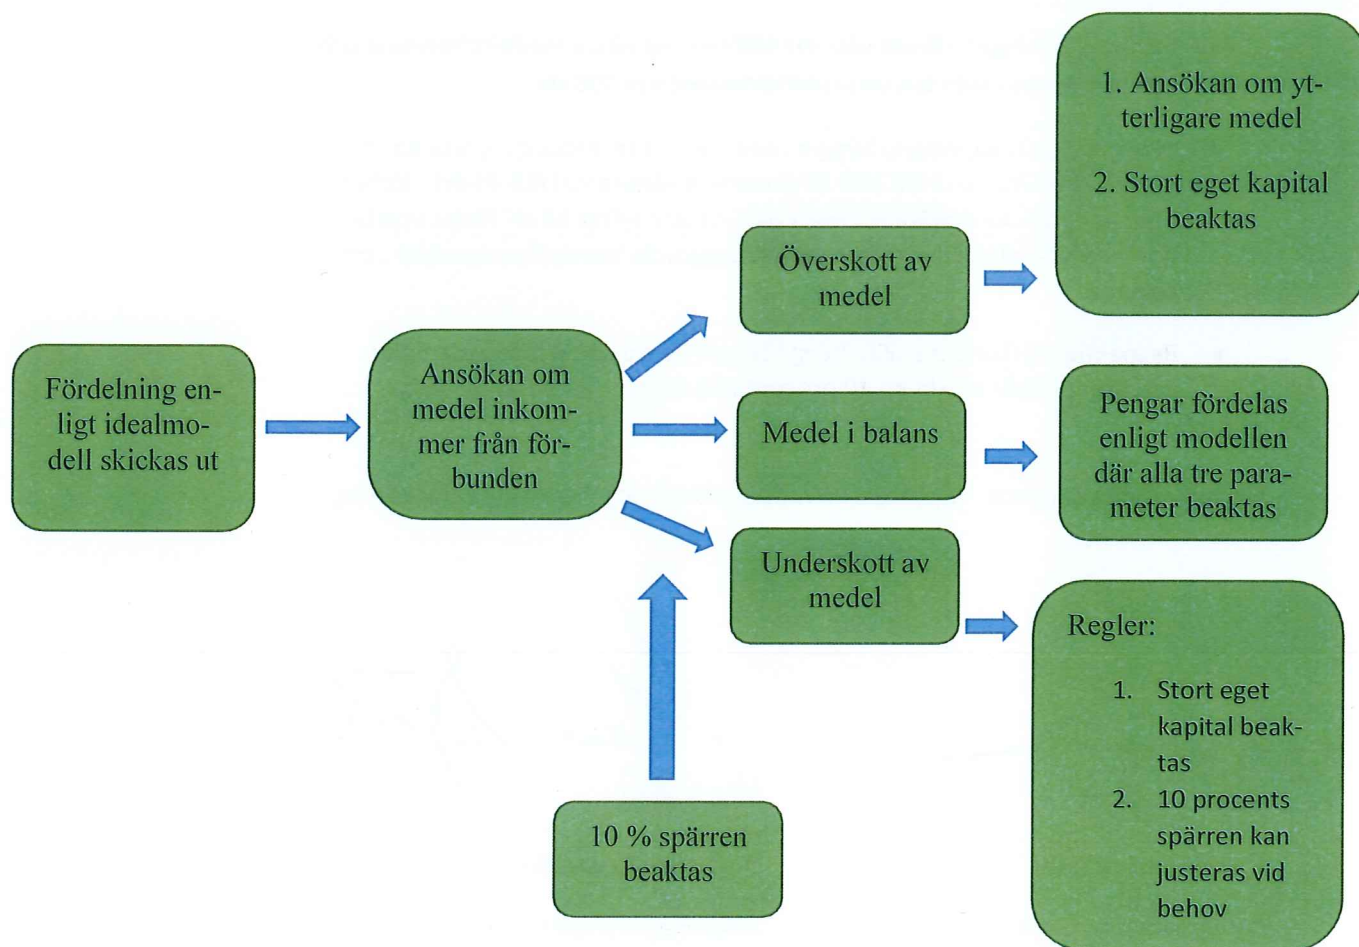 Fördelning en-
ligt idealmo-
dell skickas ut
Ansökan om
medel inkom-
mer från för-
bunden
10 % spärren
beaktas
Överskott av
medel
1. Ansökan om yt-
terligare medel
2. Stort eget kapital
beaktas
Medel i balans
Pengar fördelas
enligt modellen
där alla tre para-
meter beaktas
Underskott av
medel
Regler:
1. Stort eget
kapital beak-
tas
2. 10 procents
spärren kan
justeras vid
behov